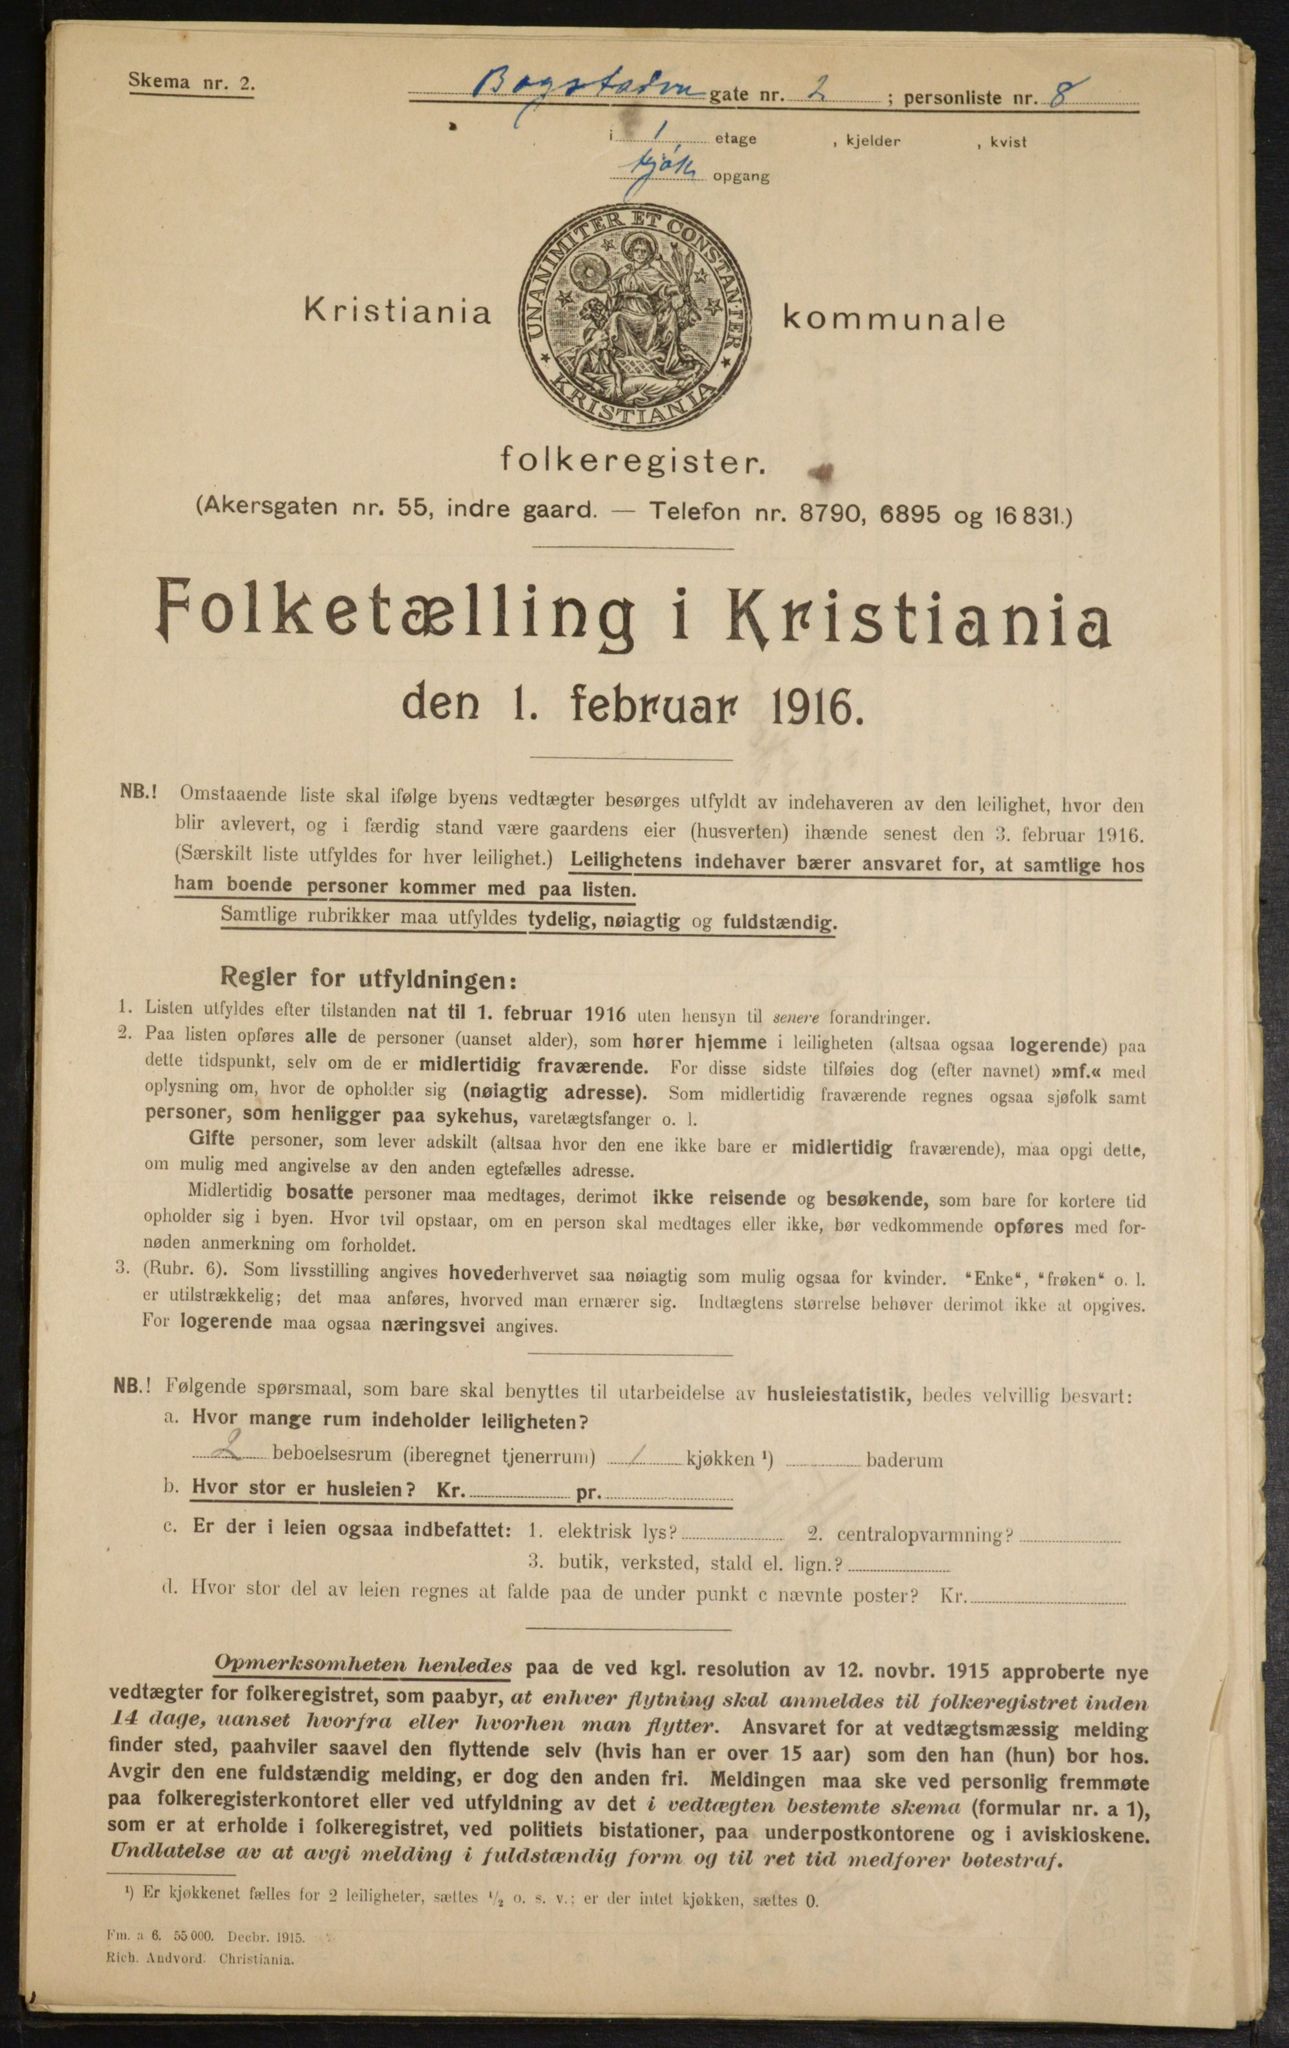 Skema nr. 2.
Bogstadvn gate nr. 2 ; personliste nr. 8
i 1 etage , kjelder , kvist
kjøk opgang
UNANIMITER ET CONSTANTER
KRISTIANIA
Kristiania kommunale
folkeregister.
(Akersgaten nr. 55, indre gaard. — Telefon nr. 8790, 6895 og 16 831.)
Folketælling i Kristiania
den 1. februar 1916.
NB.! Omstaaende liste skal ifølge byens vedtægter besørges utfyldt av indehaveren av den leilighet, hvor den
blir avlevert, og i færdig stand være gaardens eier (husverten) ihænde senest den 3. februar 1916.
(Særskilt liste utfyldes for hver leilighet.) Leilighetens indehaver bærer ansvaret for, at samtlige hos
ham boende personer kommer med paa listen.
Samtlige rubrikker maa utfyldes tydelig, nøiagtig og fuldstændig.
Regler for utfyldningen:
1. Listen utfyldes efter tilstanden nat til 1. februar 1916 uten hensyn til senere forandringer.
2. Paa listen opføres alle de personer (uanset alder), som hører hjemme i leiligheten (altsaa ogsaa logerende) paa
dette tidspunkt, selv om de er midlertidig fraværende. For disse sidste tilføies dog (efter navnet) »mf.« med
oplysning om, hvor de opholder sig (nøiagtig adresse). Som midlertidig fraværende regnes ogsaa sjøfolk samt
personer, som henligger paa sykehus, varetægtsfanger o. l.
Gifte personer, som lever adskilt (altsaa hvor den ene ikke bare er midlertidig fraværende), maa opgi dette,
om mulig med angivelse av den anden egtefælles adresse.
Midlertidig bosatte personer maa medtages, derimot ikke reisende og besøkende, som bare for kortere tid
opholder sig i byen. Hvor tvil opstaar, om en person skal medtages eller ikke, bør vedkommende opføres med for-
nøden anmerkning om forholdet.
3. (Rubr. 6). Som livsstilling angives hovederhvervet saa nøiagtig som mulig ogsaa for kvinder. "Enke", "frøken" o. l.
er utilstrækkelig; det maa anføres, hvorved man ernærer sig. Indtægtens størrelse behøver derimot ikke at opgives.
For logerende maa ogsaa næringsvei angives.
NB.! Følgende spørsmaal, som bare skal benyttes til utarbeidelse av husleiestatistik, bedes velvillig besvart:
a. Hvor mange rum indeholder leiligheten?
2 beboelsesrum (iberegnet tjenerrum) 1 kjøkken ¹) baderum
b. Hvor stor er husleien? Kr. pr.
c. Er der i leien ogsaa indbefattet: 1. elektrisk lys? 2. centralopvarmning?
3. butik, verksted, stald el. lign.?
d. Hvor stor del av leien regnes at falde paa de under punkt c nævnte poster? Kr.
Opmerksomheten henledes paa de ved kgl. resolution av 12. novbr. 1915 approberte nye
vedtægter for folkeregistret, som paabyr, at enhver flytning skal anmeldes til folkeregistret inden
14 dage, uanset hvorfra eller hvorhen man flytter. Ansvaret for at vedtægtsmæssig melding
finder sted, paahviler saavel den flyttende selv (hvis han er over 15 aar) som den han (hun) bor hos.
Avgir den ene fuldstændig melding, er dog den anden fri. Meldingen maa ske ved personlig fremmøte
paa folkeregisterkontoret eller ved utfyldning av det i vedtægten bestemte skema (formular nr. a 1),
som er at erholde i folkeregistret, ved politiets bistationer, paa underpostkontorene og i aviskioskene.
Undlatelse av at avgi melding i fuldstændig form og til ret tid medfører bøtestraf.
¹) Er kjøkkenet fælles for 2 leiligheter, sættes ¹/₂ o. s. v.; er der intet kjøkken, sættes 0.
Fm. a 6. 55 000. Decbr. 1915.
Rich. Andvord. Christiania.